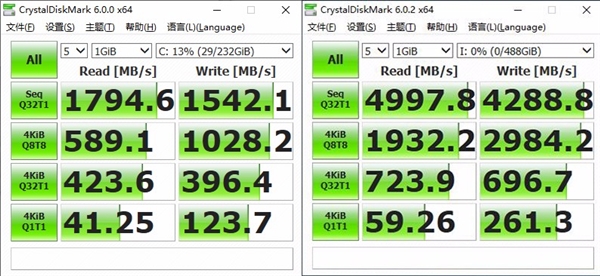 CrystalDiskMark 6.0.0 x64
文件(F) 设置(S) 主题(T) 帮助(H) 语言(L)(Language)
All 5 1GiB C: 13% (29/232GiB)
Read [MB/s] Write [MB/s]
Seq Q32T1 1794.6 1542.1
4KiB Q8T8 589.1 1028.2
4KiB Q32T1 423.6 396.4
4KiB Q1T1 41.25 123.7
CrystalDiskMark 6.0.2 x64
文件(F) 设置(S) 主题(T) 帮助(H) 语言(L)(Language)
All 5 1GiB I: 0% (0/488GiB)
Read [MB/s] Write [MB/s]
Seq Q32T1 4997.8 4288.8
4KiB Q8T8 1932.2 2984.2
4KiB Q32T1 723.9 696.7
4KiB Q1T1 59.26 261.3